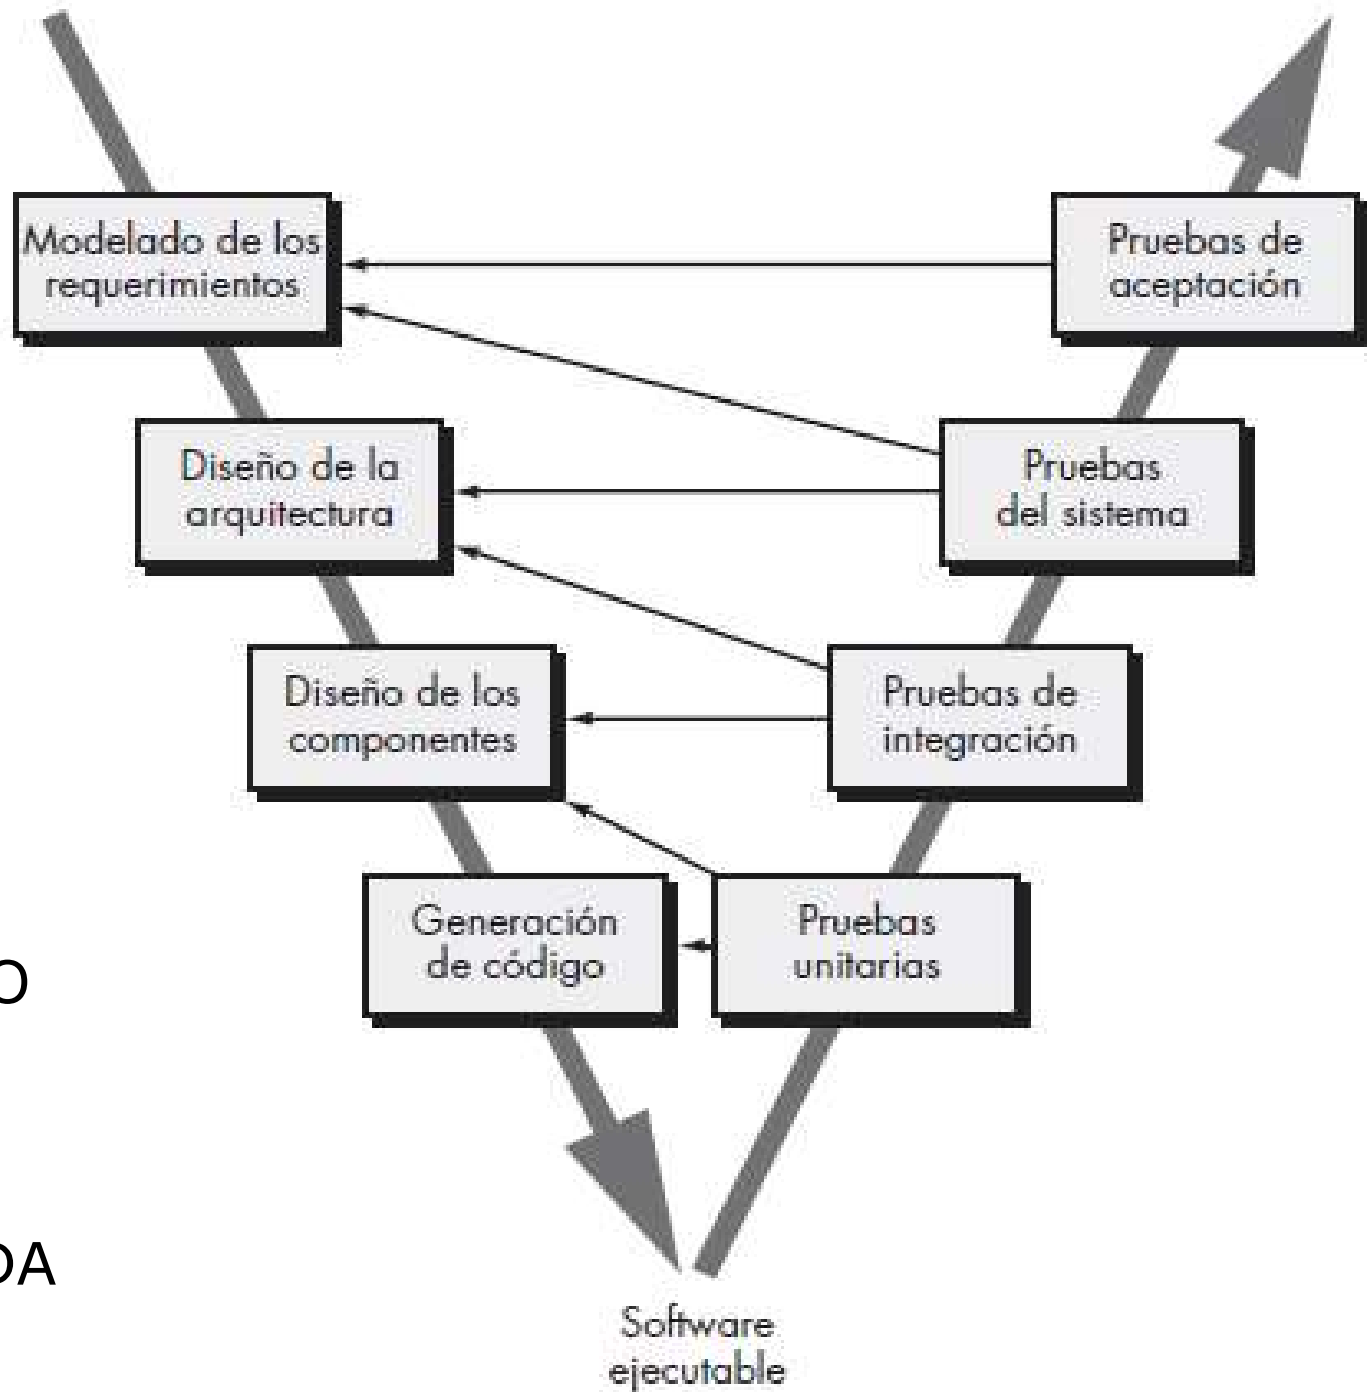 Modelado de los
requerimientos
Pruebas de
aceptación
Diseño de la
arquitectura
Pruebas
del sistema
Diseño de los
componentes
Pruebas de
integración
Generación
de código
Pruebas
unitarias
O
DA
Software
ejecutable